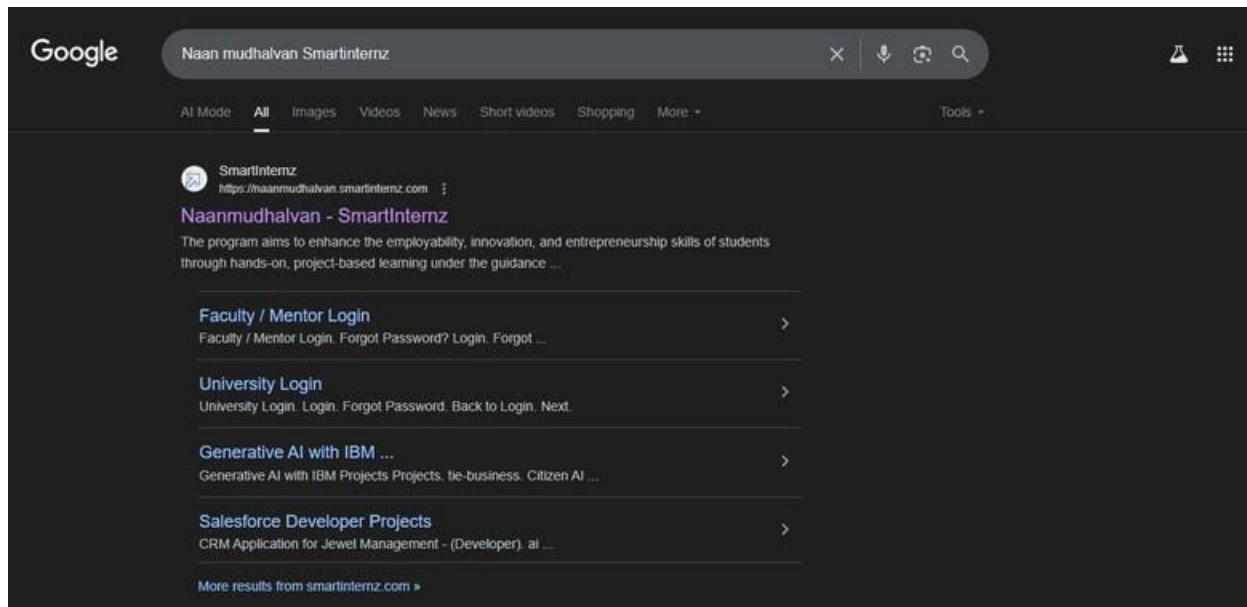 Google
Naan mudhalvan Smartinternz
AI Mode All Images Videos News Short videos Shopping More Tools
SmartInternz
https://naanmudhalvan.smartinternz.com
Naanmudhalvan - SmartInternz
The program aims to enhance the employability, innovation, and entrepreneurship skills of students
through hands-on, project-based learning under the guidance ...
Faculty / Mentor Login
Faculty / Mentor Login. Forgot Password? Login. Forgot ...
University Login
University Login. Login. Forgot Password. Back to Login. Next.
Generative AI with IBM ...
Generative AI with IBM Projects Projects. tie-business. Citizen AI ...
Salesforce Developer Projects
CRM Application for Jewel Management - (Developer). ai ...
More results from smartinternz.com »